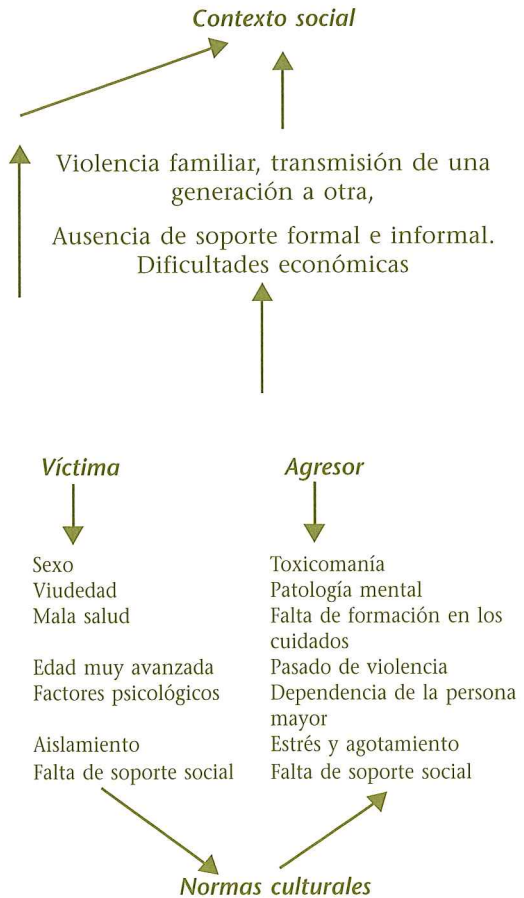 Contexto social
Violencia familiar, transmisión de una
generación a otra,
Ausencia de soporte formal e informal.
Dificultades económicas
Víctima
Sexo
Viudedad
Mala salud
Edad muy avanzada
Factores psicológicos
Aislamiento
Falta de soporte social
Agresor
Toxicomanía
Patología mental
Falta de formación en los
cuidados
Pasado de violencia
Dependencia de la persona
mayor
Estrés y agotamiento
Falta de soporte social
Normas culturales